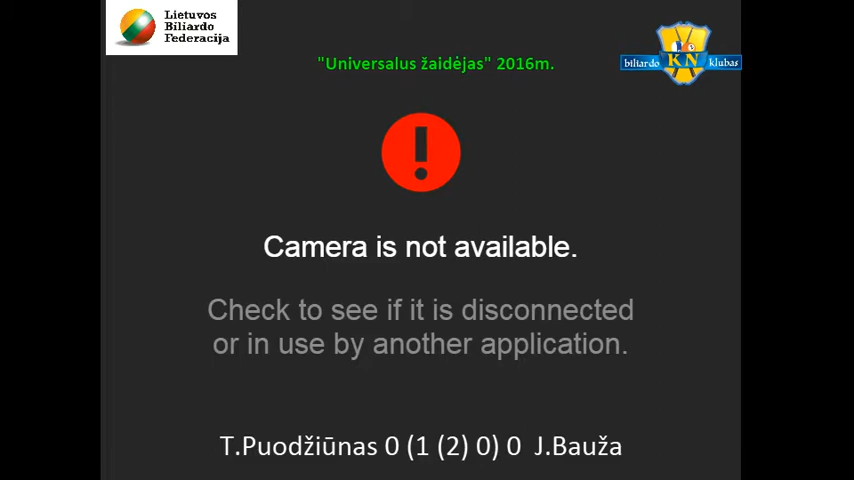 Lietuvos
Biliardo
Federacija
"Universalus žaidėjas" 2016m.
biliardo KN klubas
Camera is not available.
Check to see if it is disconnected
or in use by another application.
T.Puodžiūnas 0 (1 (2) 0) 0 J.Bauža